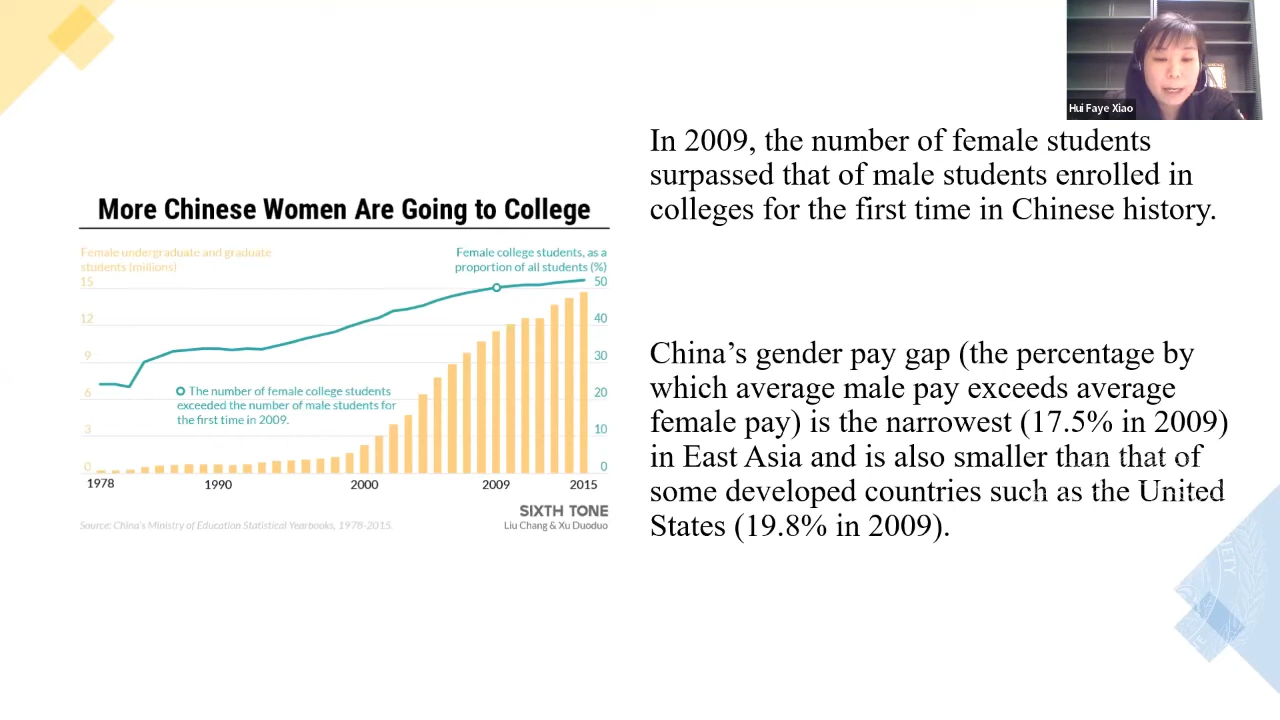 Hui Faye Xiao
In 2009, the number of female students
surpassed that of male students enrolled in
colleges for the first time in Chinese history.
More Chinese Women Are Going to College
Female undergraduate and graduate
students (millions)
Female college students, as a
proportion of all students (%)
15
50
12
40
9
30
6
20
3
10
0
0
The number of female college students
exceeded the number of male students for
the first time in 2009.
1978
1990
2000
2009
2015
SIXTH TONE
Liu Chang & Xu Duoduo
Source: China's Ministry of Education Statistical Yearbooks, 1978-2015.
China’s gender pay gap (the percentage by
which average male pay exceeds average
female pay) is the narrowest (17.5% in 2009)
in East Asia and is also smaller than that of
some developed countries such as the United
States (19.8% in 2009).